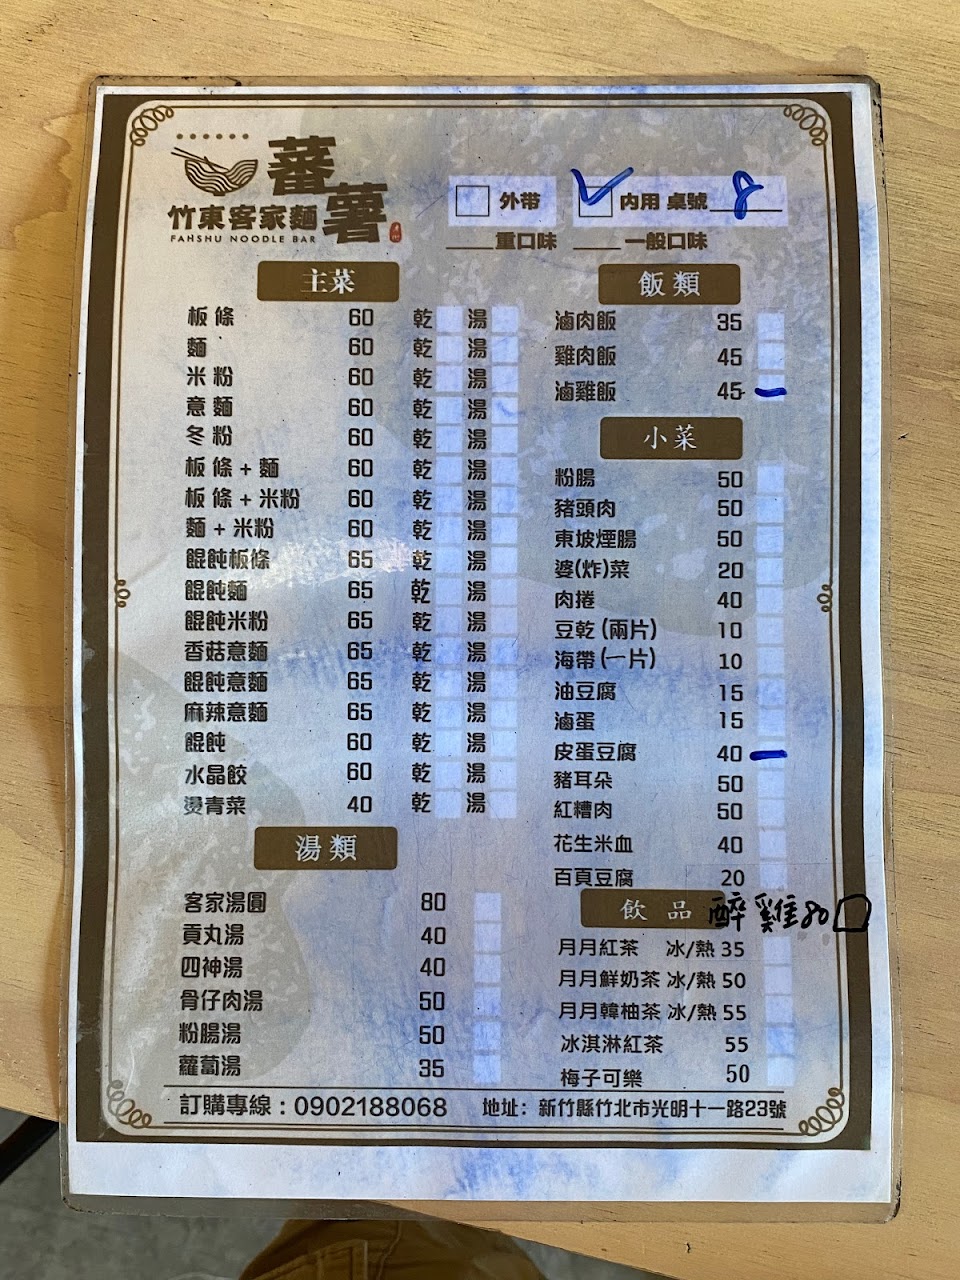 蕃薯
竹東客家麵
FAHSHU NOODLE BAR
外帶 內用 桌號 8
重口味 一般口味
主菜
板條 60 乾 湯
麵 60 乾 湯
米粉 60 乾 湯
意麵 60 乾 湯
冬粉 60 乾 湯
板條+麵 60 乾 湯
板條+米粉 60 乾 湯
麵+米粉 60 乾 湯
餛飩板條 65 乾 湯
餛飩麵 65 乾 湯
餛飩米粉 65 乾 湯
香菇意麵 65 乾 湯
餛飩意麵 65 乾 湯
麻辣意麵 65 乾 湯
餛飩 60 乾 湯
水晶餃 60 乾 湯
燙青菜 40 乾 湯
湯類
客家湯圓 80
貢丸湯 40
四神湯 40
骨仔肉湯 50
粉腸湯 50
蘿蔔湯 35
飯類
滷肉飯 35
雞肉飯 45
滷雞飯 45
小菜
粉腸 50
豬頭肉 50
東坡煙腸 50
婆(炸)菜 20
肉捲 40
豆乾(兩片) 10
海帶(一片) 10
油豆腐 15
滷蛋 15
皮蛋豆腐 40
豬耳朵 50
紅糟肉 50
花生米血 40
百頁豆腐 20
醉雞80
飲品
月月紅茶 冰/熱 35
月月鮮奶茶 冰/熱 50
月月韓柚茶 冰/熱 55
冰淇淋紅茶 55
梅子可樂 50
訂購專線:0902188068 地址: 新竹縣竹北市光明十一路23號